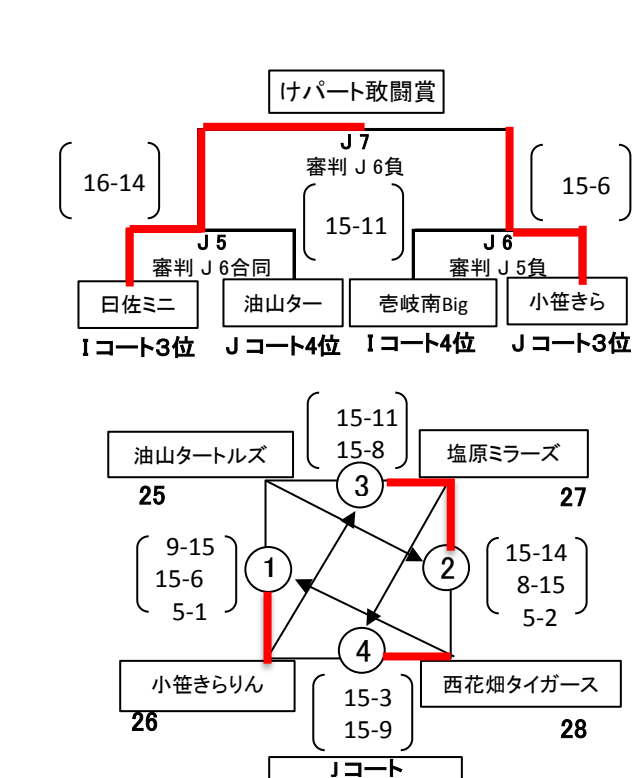 けパート敢闘賞
J 7
審判 J 6負
16-14
15-11
15-6
J 5
審判 J 6合同
J 6
審判 J 5負
日佐ミニ
油山ター
壱岐南Big
小笹きら
I コート3位
J コート4位
I コート4位
J コート3位
15-11
15-8
油山タートルズ
塩原ミラーズ
25
3
27
9-15
15-6
5-1
1
2
15-14
8-15
5-2
4
小笹きらりん
西花畑タイガース
26
15-3
15-9
28
Jコート